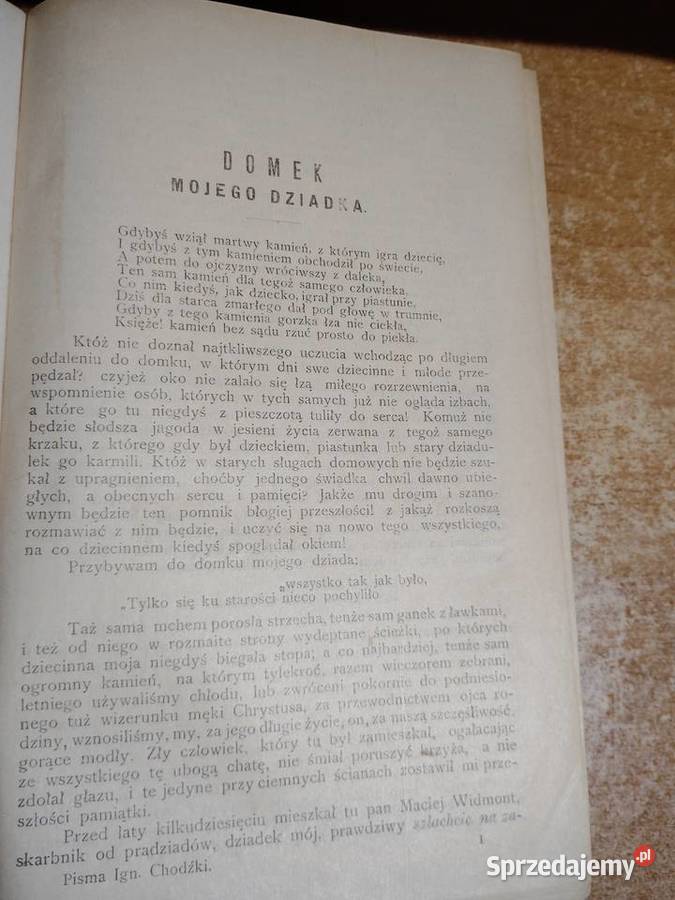 DOMEK
MOJEGO DZIADKA.
Gdybyś wziął martwy kamień, z którym igra dziecię,
I gdybyś z tym kamieniem obchodził po świecie,
A potem do ojczyzny wróciwszy z daleka,
Ten sam kamień dla tegoż samego człowieka,
Co nim kiedyś, jak dziecko, igrał przy piastunie,
Dziś dla starca zmarłego dał pod głowę w trumnie,
Gdyby z tego kamienia gorzka łza nie ciekła,
Księże! kamień bez sądu rzuć prosto do piekła.
Któż nie doznał najtkliwszego uczucia wchodząc po długiem
oddaleniu do domku, w którym dni swe dziecinne i młode prze-
pędzał? czyjeż oko nie zalało się łzą miłego rozrzewnienia, na
wspomnienie osób, których w tych samych już nie ogląda izbach,
a które go tu niegdyś z pieszczotą tuliły do serca! Komuż nie
będzie słodsza jagoda w jesieni życia zerwana z tegoż samego
krzaku, z którego gdy był dzieckiem, piastunka lub stary dziadu-
lek go karmili. Któż w starych sługach domowych nie będzie szu-
kał z upragnieniem, choćby jednego świadka chwil dawno ubie-
głych, a obecnych sercu i pamięci? Jakże mu drogim i szano-
wnym będzie ten pomnik błogiej przeszłości! z jakąż rozkoszą
rozmawiać z nim będzie, i uczyć się na nowo tego wszystkiego,
na co dziecinnem kiedyś spoglądał okiem!
Przybywam do domku mojego dziada:
„wszystko tak jak było,
„Tylko się ku starości nieco pochyliło
Taż sama mchem porosła strzecha, tenże sam ganek z ławkami,
i też od niego w rozmaite strony wydeptane ścieżki, po których
dziecinna moja niegdyś biegała stopa; a co najbardziej, tenże sam
ogromny kamień, na którym tylekroć, razem wieczorem zebrani,
letniego używaliśmy chłodu, lub zwróceni pokornie do podmiesio-
nego tuż wizerunku męki Chrystusa, za przewodnictwem ojca ro-
dziny, wznosiliśmy, my, za jego długie życie, on, za naszą szczęśliwość,
gorące modły. Zły człowiek, który tu był zamieszkał, ogałacając
ze wszystkiego tę ubogą chatę, nie śmiał poruszyć krzyża, a nie
zdołał głazu, i te jedyne przy ciemnych ścianach zostawił mi prze-
szłości pamiątki.
Przed laty kilkudziesięciu mieszkał tu pan Maciej Widmont,
skarbnik od pradziadów, dziadek mój, prawdziwy szlachcic na za-
Pisma Ign. Chodźki.
1
Sprzedajemy.pl